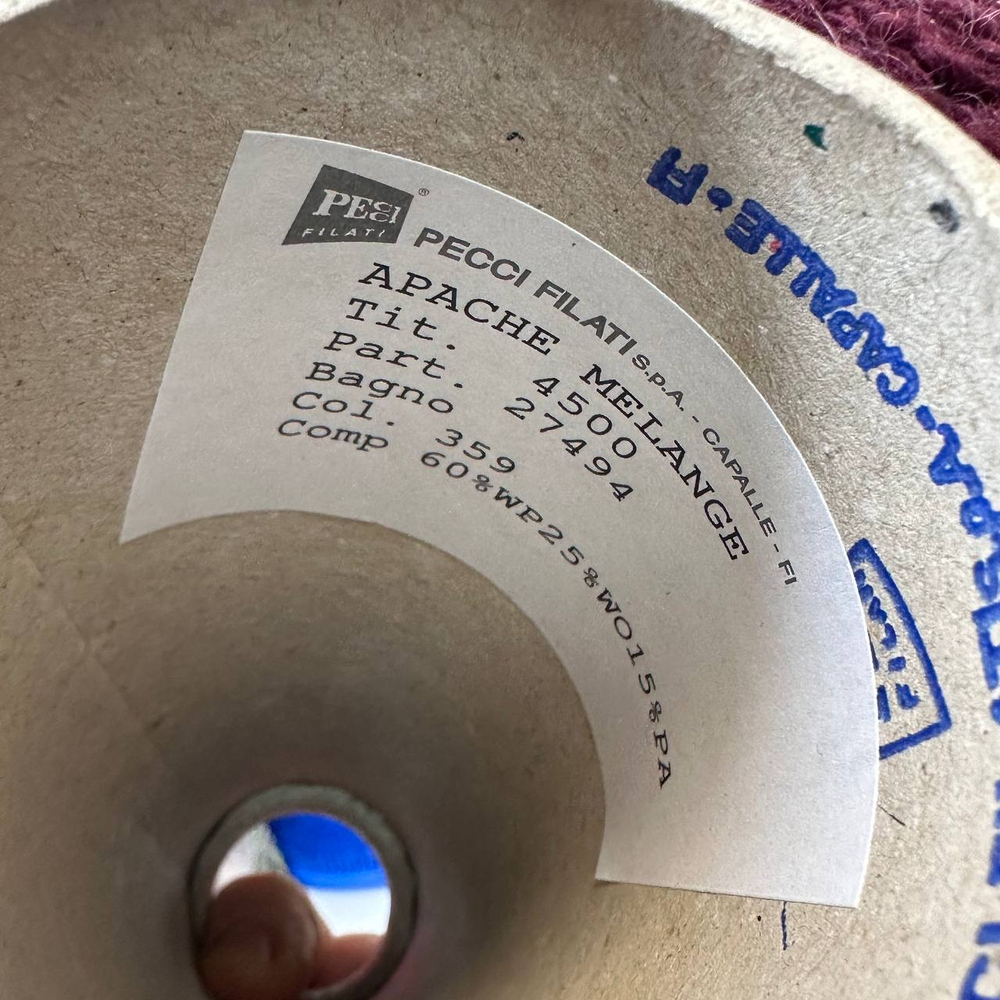 PECCI
FILATI
®
PECCI FILATI S.p.A. - CAPALLE - FI
APACHE MELANGE
Tit.
Part. 4500
Bagno 27494
Col. 359
Comp 60%WP25%WO15%PA
.A.-CAPALLE.FI